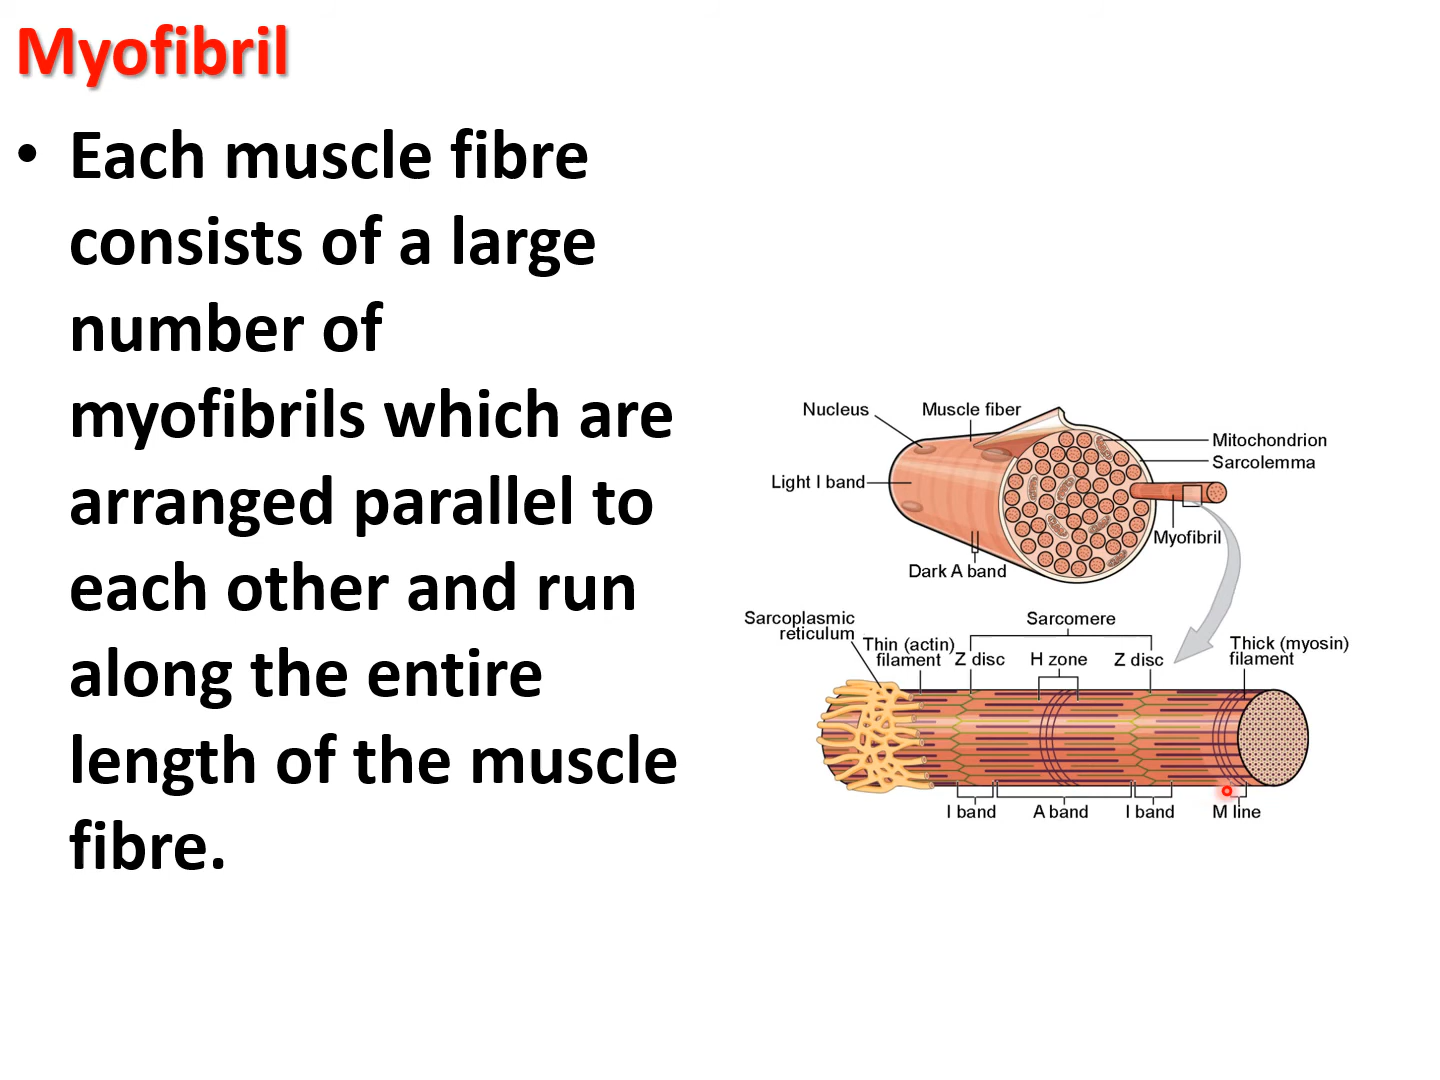 Myofibril
• Each muscle fibre
consists of a large
number of
myofibrils which are
arranged parallel to
each other and run
along the entire
length of the muscle
fibre.
Nucleus
Muscle fiber
Mitochondrion
Sarcolemma
Light I band
Myofibril
Dark A band
Sarcoplasmic
reticulum
Thin (actin)
filament
Sarcomere
Z disc
H zone
Z disc
Thick (myosin)
filament
I band
A band
I band
M line